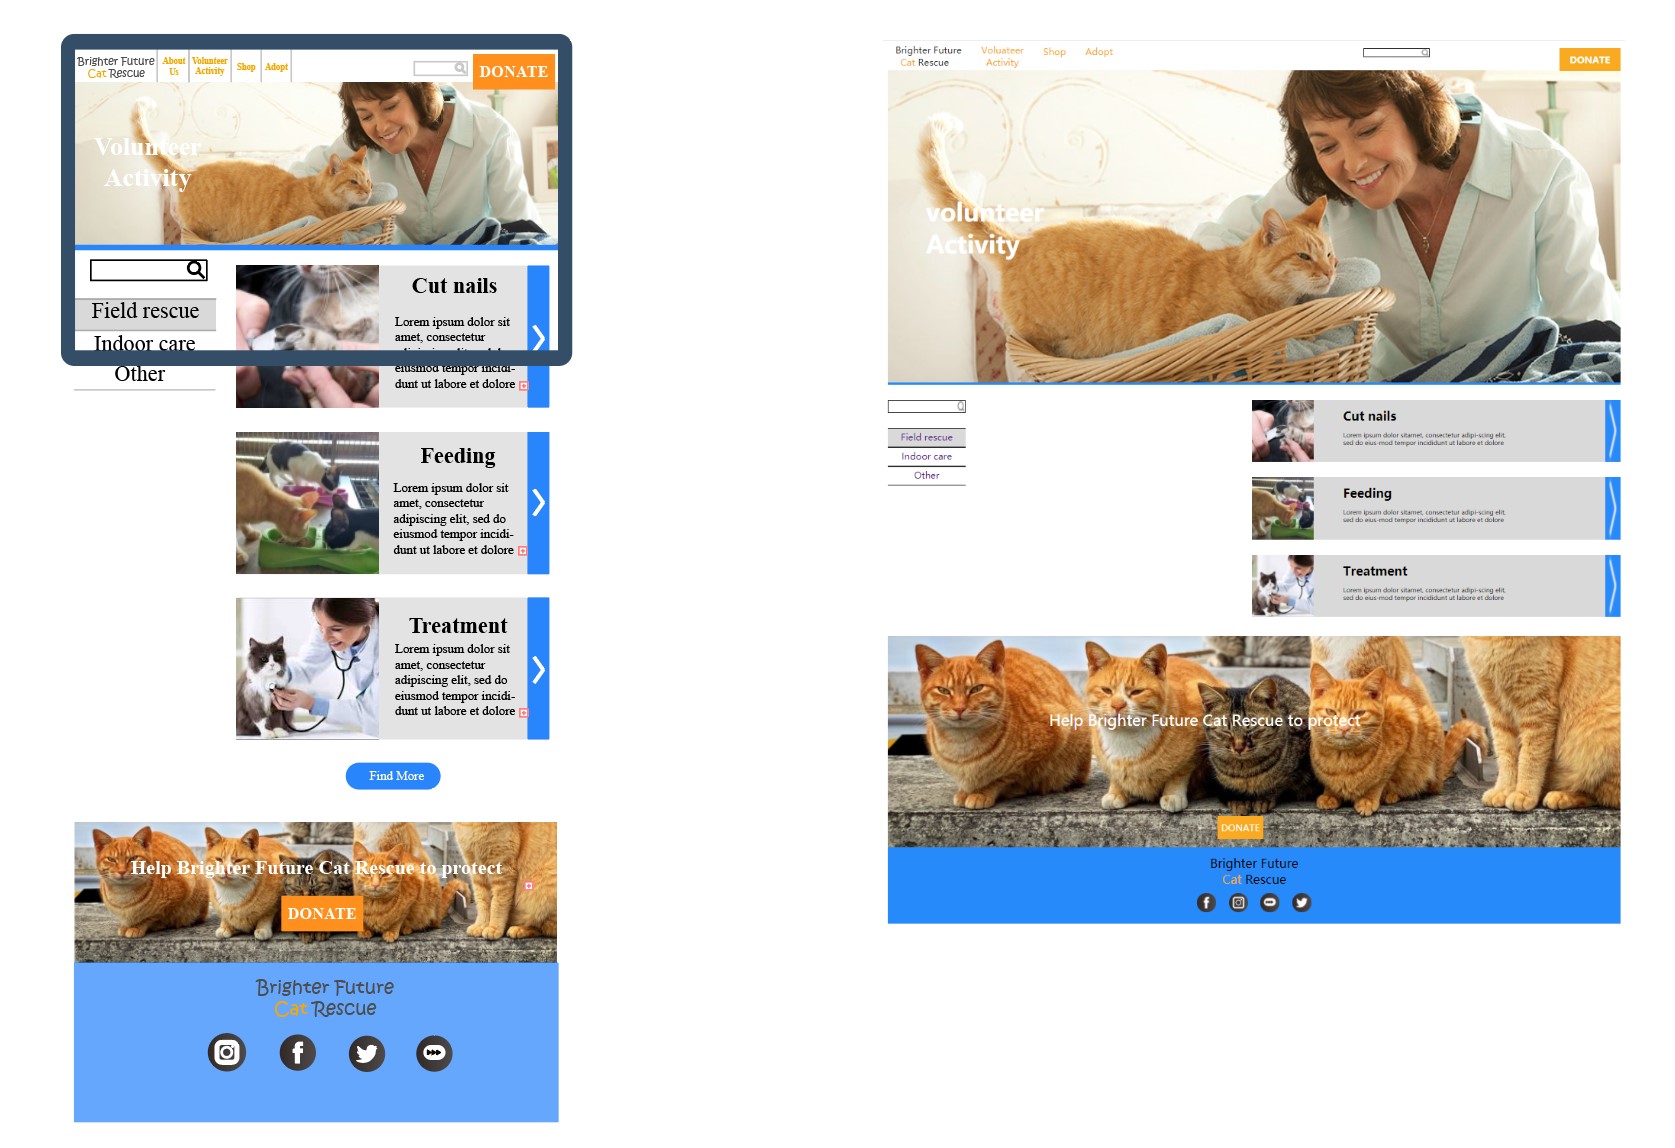 Brighter Future
Cat Rescue
About
Us
Volunteer
Activity
Shop
Adopt
DONATE
Volunteer
Activity
Field rescue
Indoor care
Other
Cut nails
Lorem ipsum dolor sit
amet, consectetur
eiusmod tempor incidi-
dunt ut labore et dolore
Feeding
Lorem ipsum dolor sit
amet, consectetur
adipiscing elit, sed do
eiusmod tempor incidi-
dunt ut labore et dolore
Treatment
Lorem ipsum dolor sit
amet, consectetur
adipiscing elit, sed do
eiusmod tempor incidi-
dunt ut labore et dolore
Find More
Help Brighter Future Cat Rescue to protect
DONATE
Brighter Future
Cat Rescue
Brighter Future
Cat Rescue
Voluateer
Activity
Shop
Adopt
DONATE
volunteer
Activity
Field rescue
Indoor care
Other
Cut nails
Lorem ipsum dolor sitamet, consectetur adipi-scing elit,
sed do eius-mod tempor incididunt ut labore et dolore
Feeding
Lorem ipsum dolor sitamet, consectetur adipi-scing elit,
sed do eius-mod tempor incididunt ut labore et dolore
Treatment
Lorem ipsum dolor sitamet, consectetur adipi-scing elit,
sed do eius-mod tempor incididunt ut labore et dolore
Help Brighter Future Cat Rescue to protect
DONATE
Brighter Future
Cat Rescue